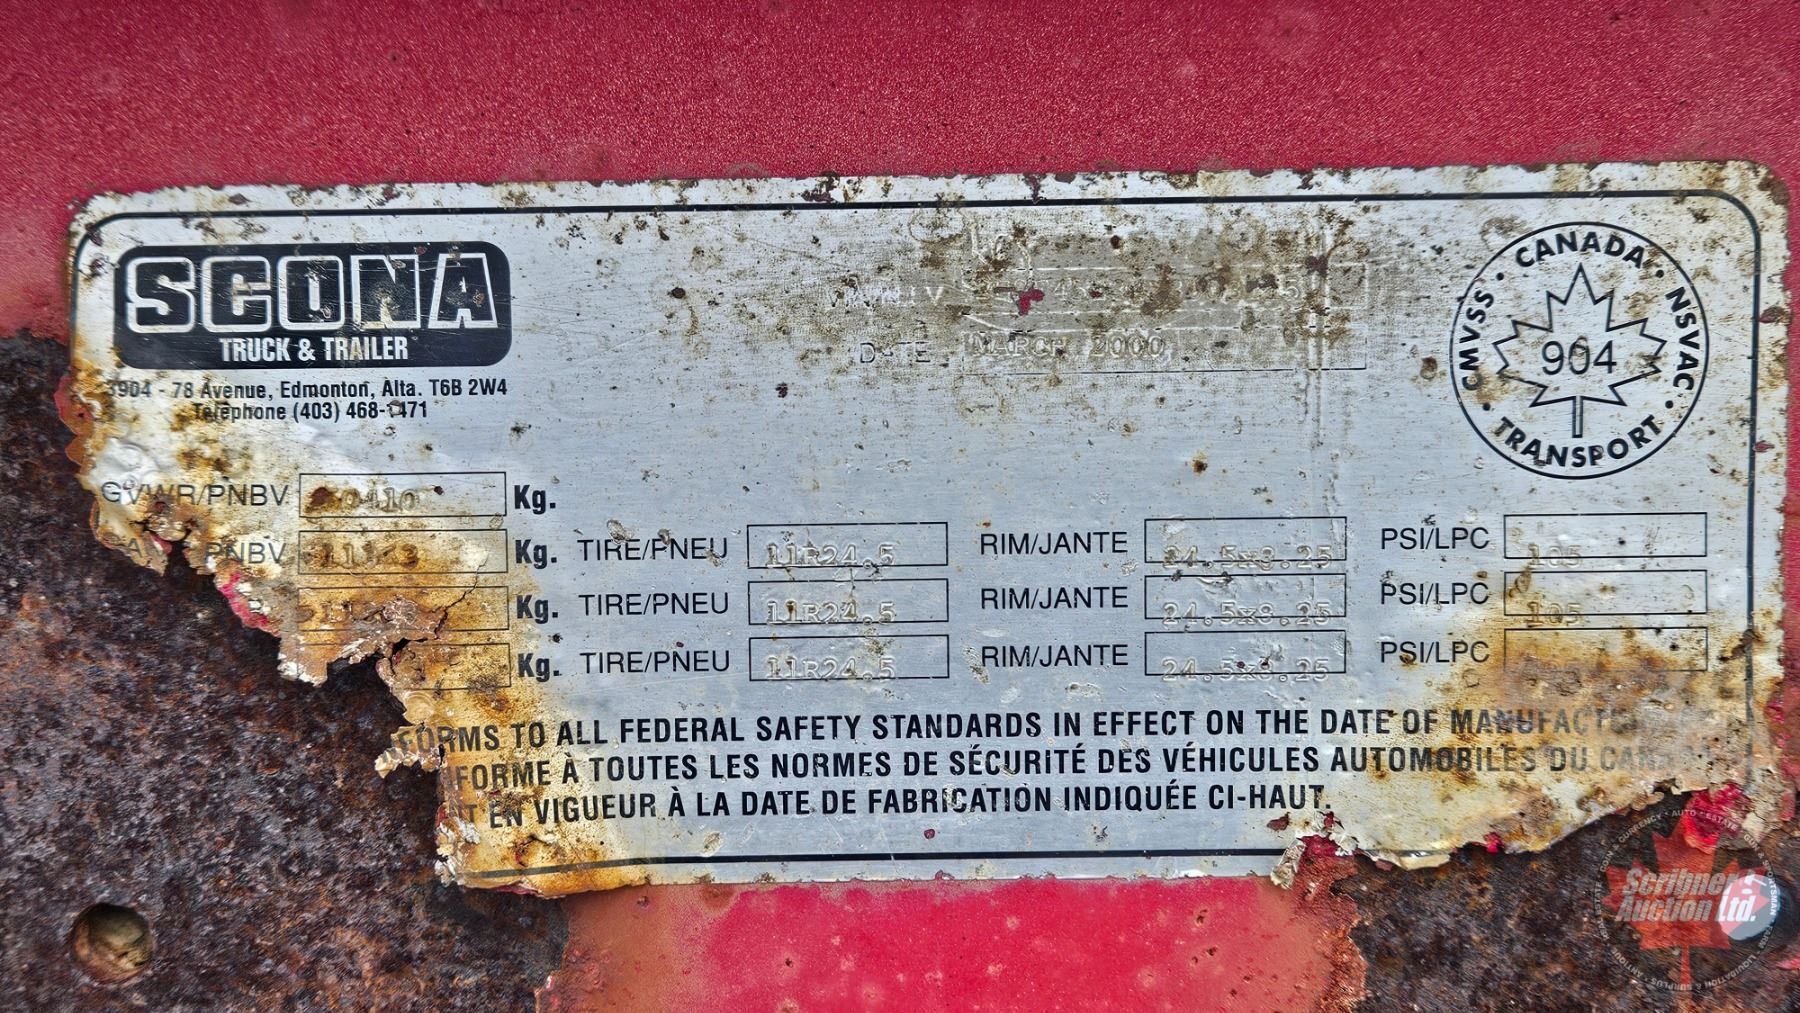 SCONA
TRUCK & TRAILER
3904 - 78 Avenue, Edmonton, Alta. T6B 2W4
Telephone (403) 468-1471
DATE MARCH 2000
CANADA
CMVSS • NSVAC
904
TRANSPORT
GVWR/PNBV Kg.
PNBV Kg. TIRE/PNEU 11R24.5 RIM/JANTE 24.5x8.25 PSI/LPC 105
Kg. TIRE/PNEU 11R24.5 RIM/JANTE 24.5x8.25 PSI/LPC 105
Kg. TIRE/PNEU 11R24.5 RIM/JANTE 24.5x8.25 PSI/LPC
FORMS TO ALL FEDERAL SAFETY STANDARDS IN EFFECT ON THE DATE OF
FORME À TOUTES LES NORMES DE SÉCURITÉ DES VÉHICULES AUTOMOBILES DU
EN VIGUEUR À LA DATE DE FABRICATION INDIQUÉE CI-HAUT.
Scribner
Auction Ltd.